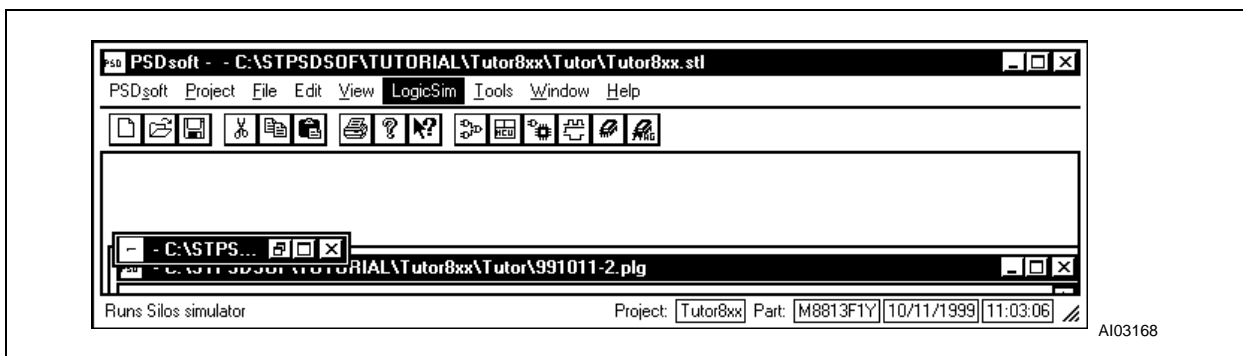 PSD PSDsoft - - C:\STPSDSOF\TUTORIAL\Tutor8xx\Tutor\Tutor8xx.stl
PSDsoft Project File Edit View LogicSim Tools Window Help
MCU
- C:\STPS...
- C:\STPSDSOF\TUTORIAL\Tutor8xx\Tutor\991011-2.plg
Runs Silos simulator Project: Tutor8xx Part: M8813F1Y 10/11/1999 11:03:06
AI03168